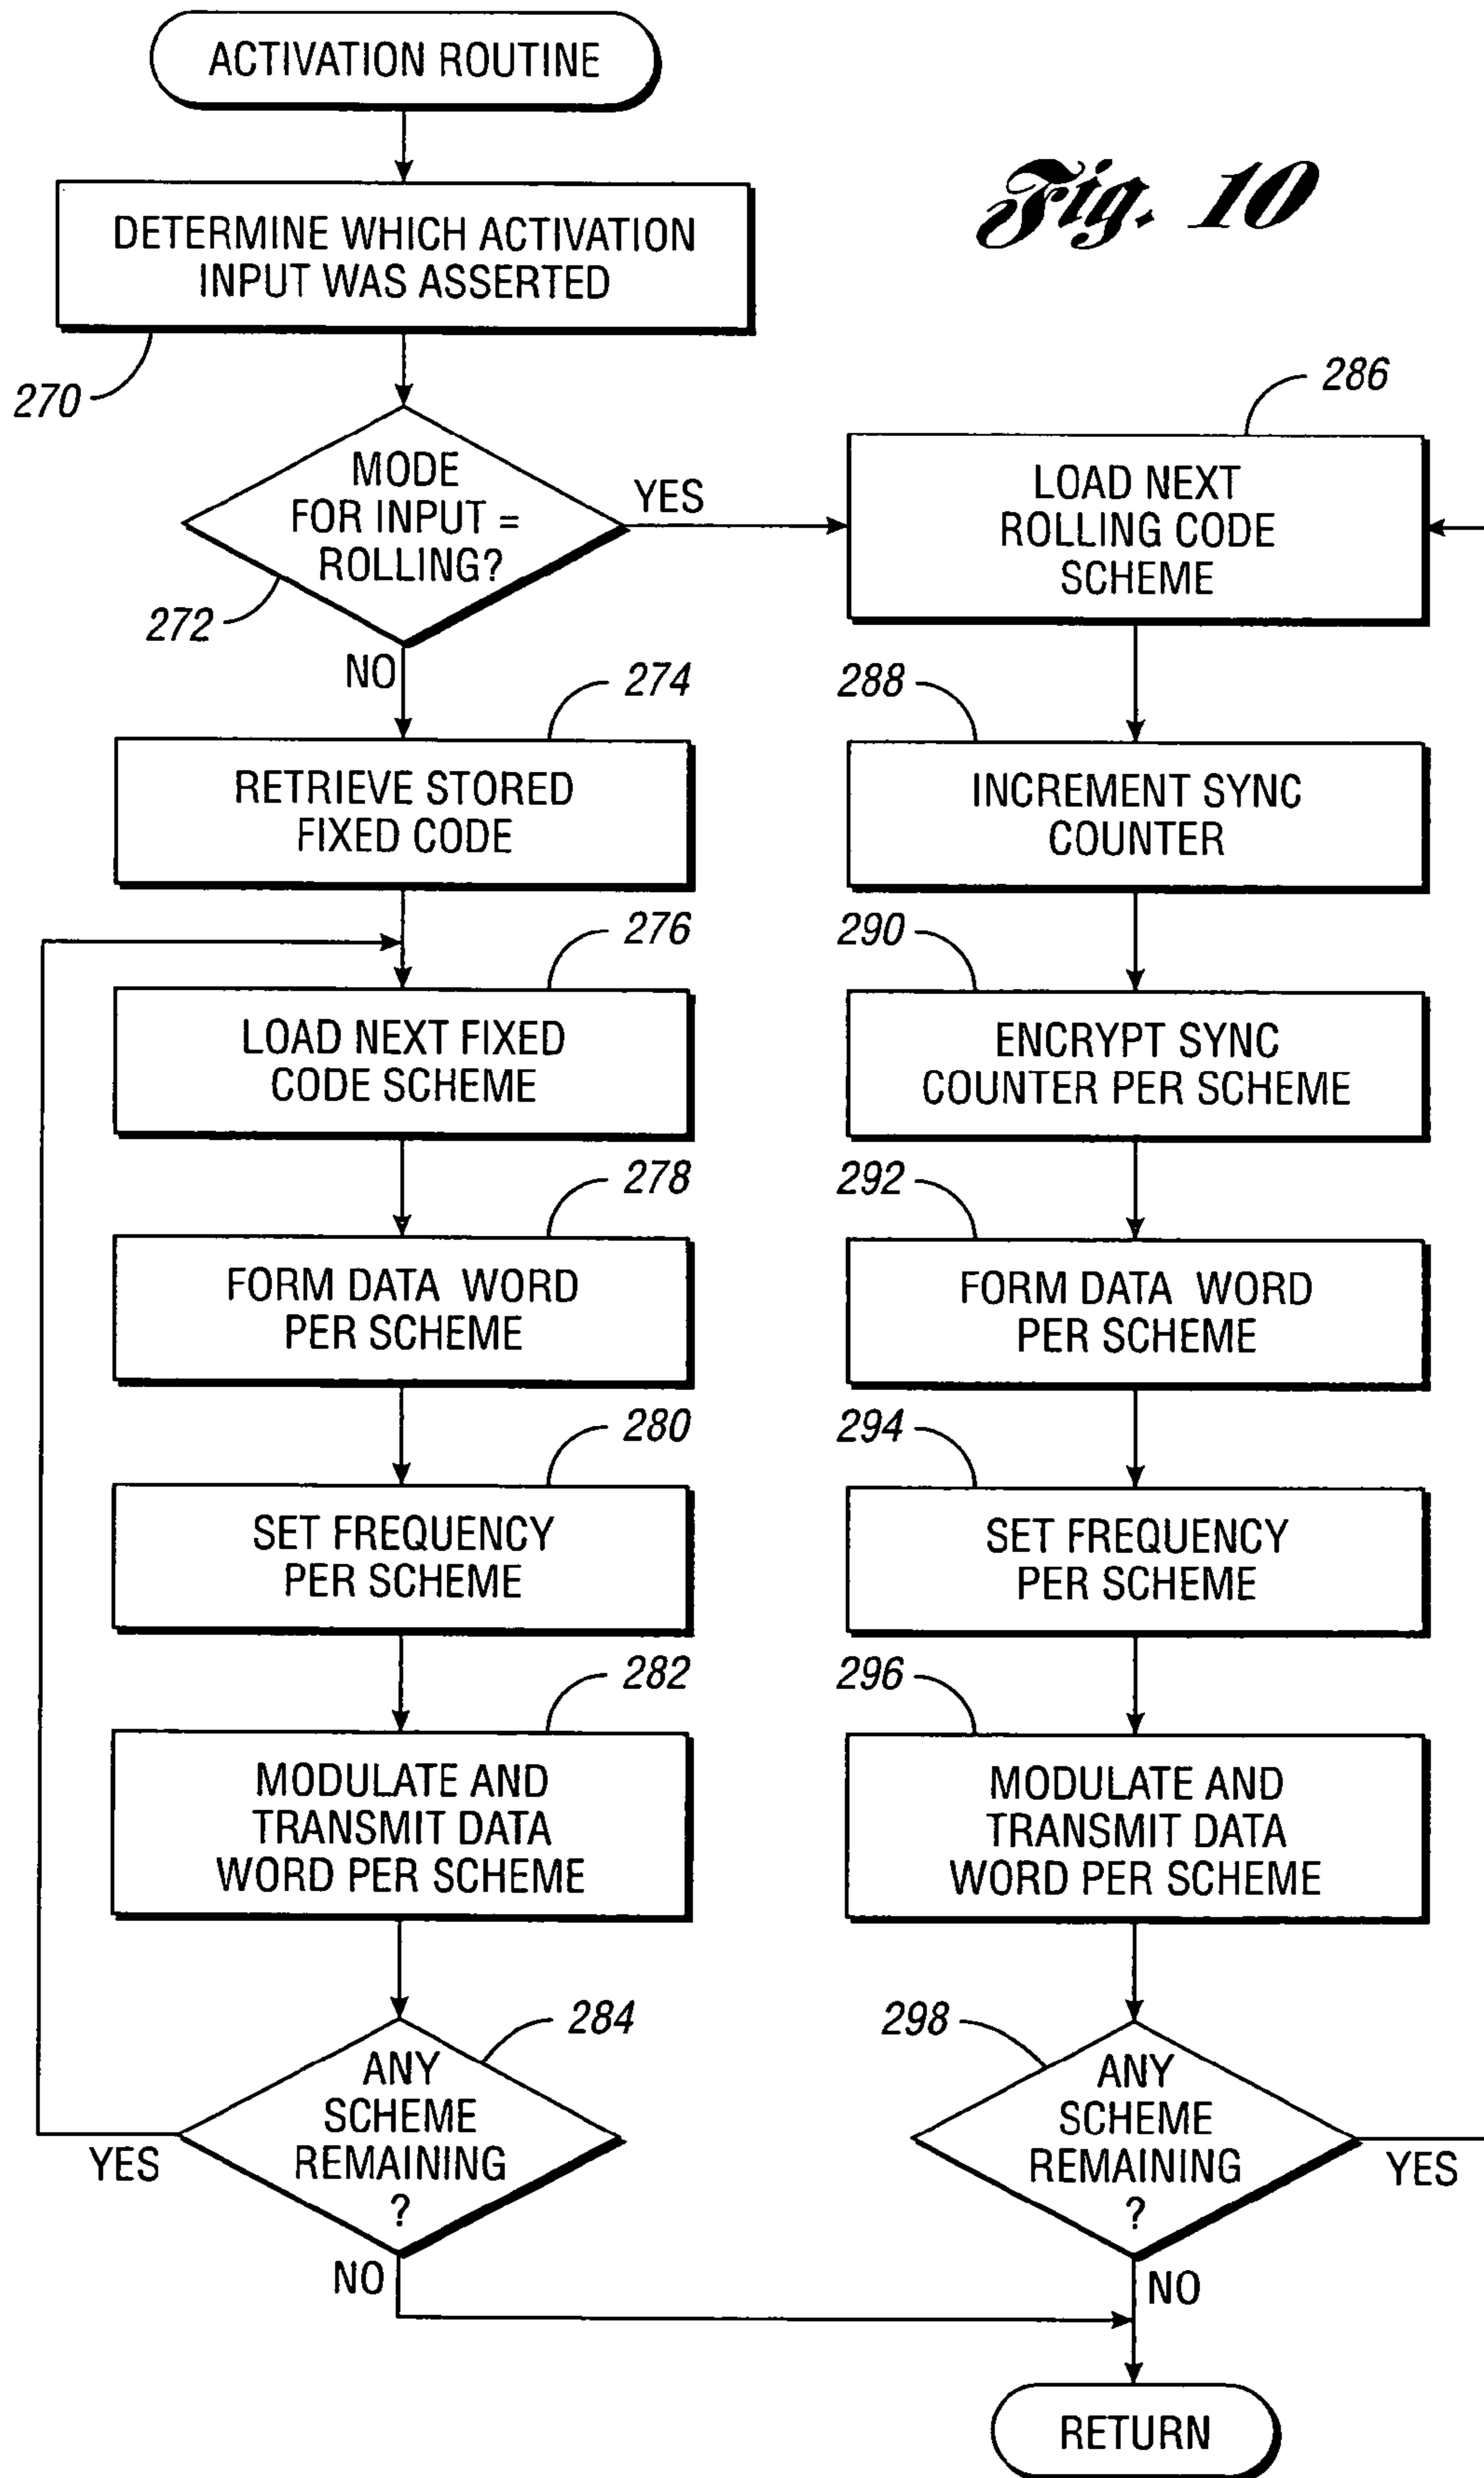 ACTIVATION ROUTINE
Fig. 10
DETERMINE WHICH ACTIVATION
INPUT WAS ASSERTED
270
MODE
FOR INPUT =
ROLLING?
272
YES
NO
274
RETRIEVE STORED
FIXED CODE
276
LOAD NEXT FIXED
CODE SCHEME
278
FORM DATA WORD
PER SCHEME
280
SET FREQUENCY
PER SCHEME
282
MODULATE AND
TRANSMIT DATA
WORD PER SCHEME
284
ANY
SCHEME
REMAINING
?
YES
NO
286
LOAD NEXT
ROLLING CODE
SCHEME
288
INCREMENT SYNC
COUNTER
290
ENCRYPT SYNC
COUNTER PER SCHEME
292
FORM DATA WORD
PER SCHEME
294
SET FREQUENCY
PER SCHEME
296
MODULATE AND
TRANSMIT DATA
WORD PER SCHEME
298
ANY
SCHEME
REMAINING
?
YES
NO
RETURN